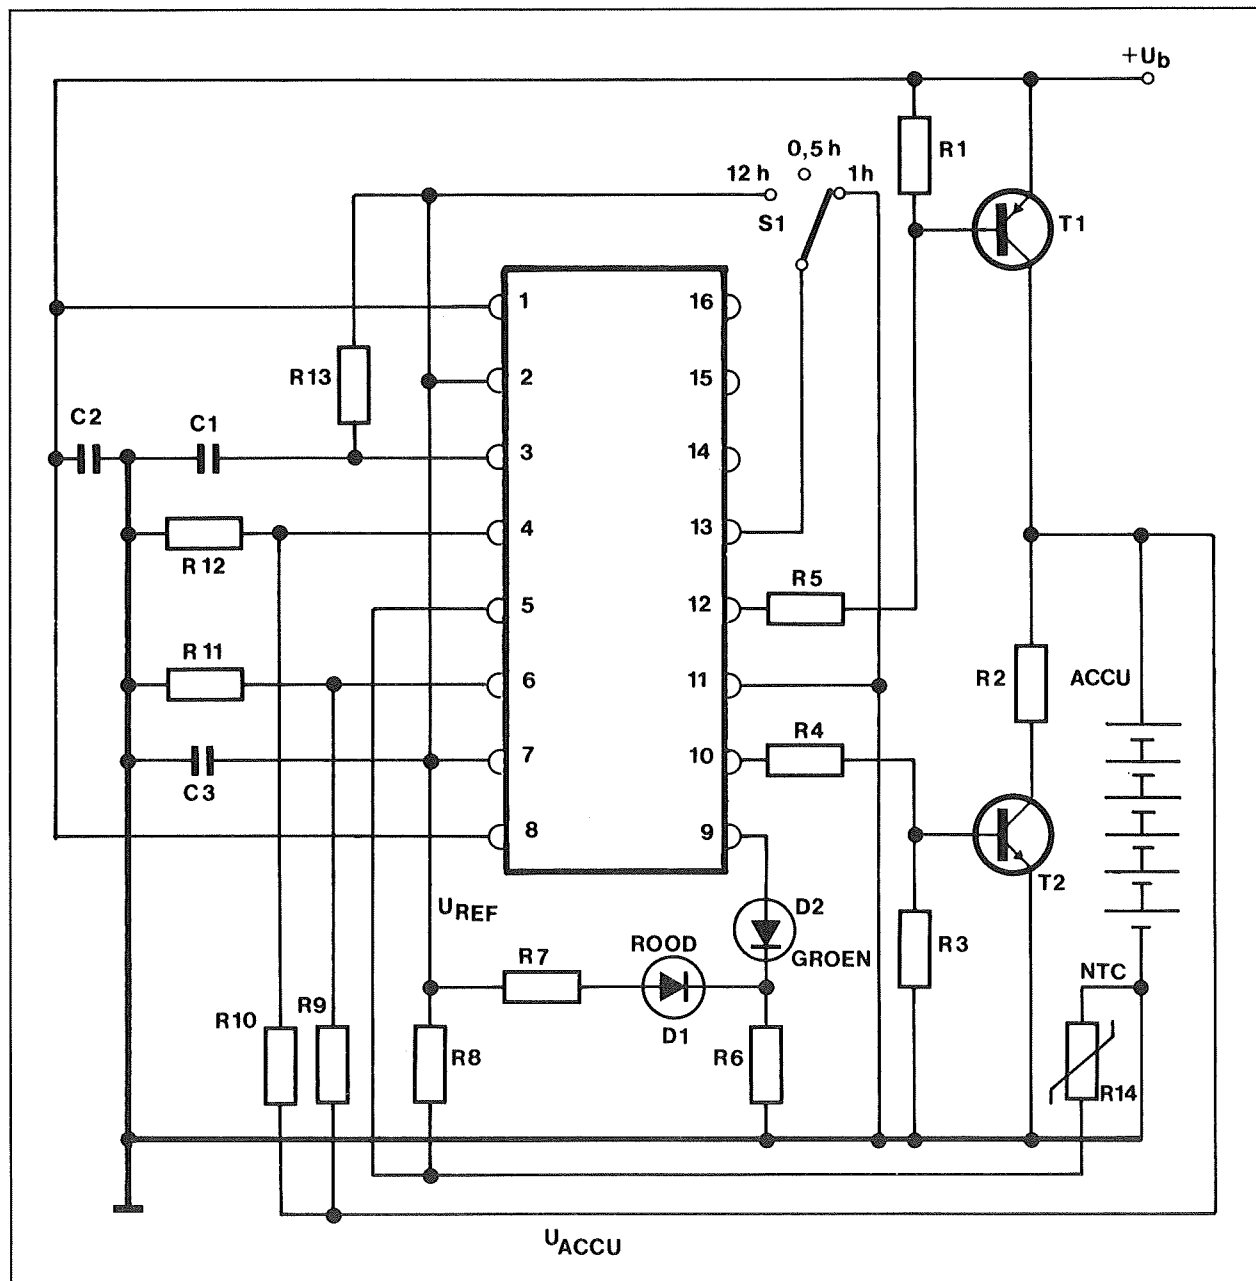 +Ub
R1
0,5 h
12 h
1h
S1
T1
1
16
R13
2
15
C2
C1
3
14
4
13
R12
R5
5
12
R11
6
11
R2
ACCU
R4
7
10
C3
8
9
UREF
D2
T2
ROOD
GROEN
R7
R3
NTC
R10
R9
D1
R8
R6
R14
UACCU